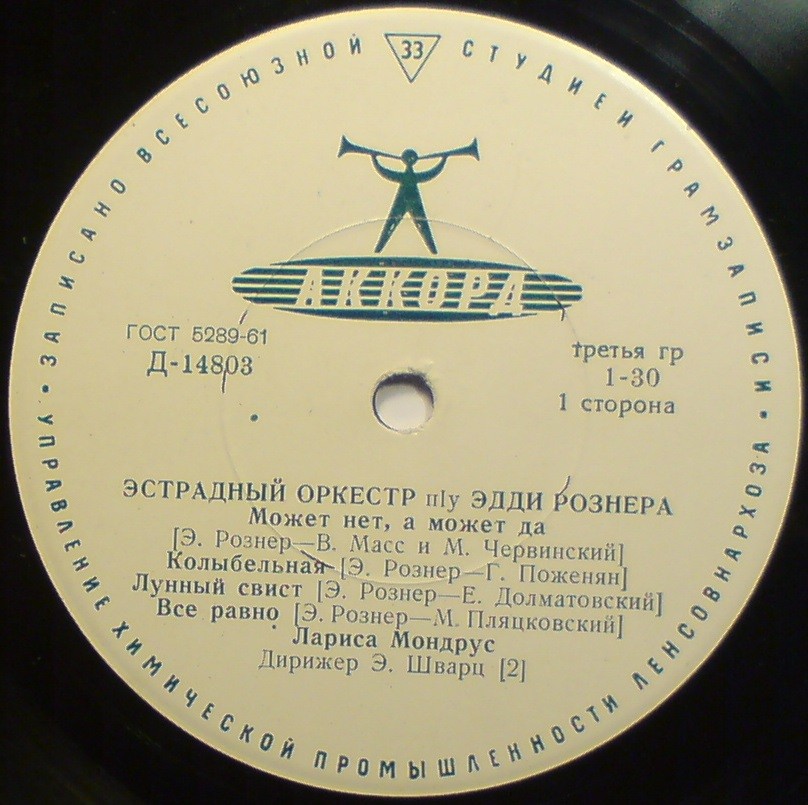 ЗАПИСАНО ВСЕСОЮЗНОЙ 33 СТУДИЕЙ ГРАМЗАПИСИ •
АККОРД
ГОСТ 5289-61
Д-14803
третья гр
1-30
1 сторона
ЭСТРАДНЫЙ ОРКЕСТР п/у ЭДДИ РОЗНЕРА
Может нет, а может да
[Э. Рознер—В. Масс и М. Червинский]
Колыбельная [Э. Рознер—Г. Поженян]
Лунный свист [Э. Рознер—Е. Долматовский]
Все равно [Э. Рознер—М. Пляцковский]
Лариса Мондрус
Дирижер Э. Шварц [2]
УПРАВЛЕНИЕ ХИМИЧЕСКОЙ ПРОМЫШЛЕННОСТИ ЛЕНСОВНАРХОЗА •